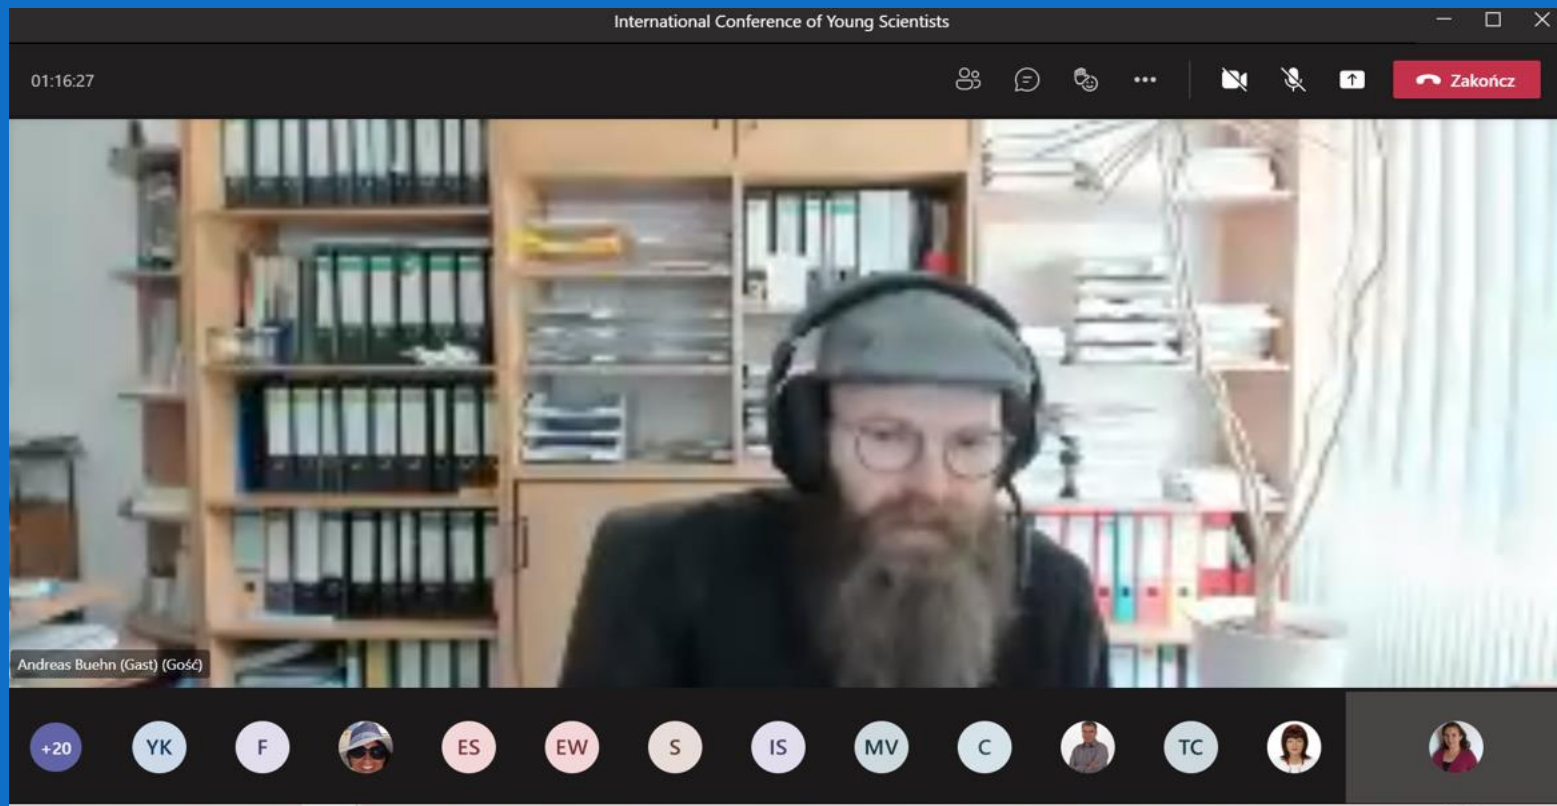 International Conference of Young Scientists
01:16:27
Zakończ
Andreas Buehn (Gast) (Gość)
+20
YK
F
ES
EW
S
IS
MV
C
TC